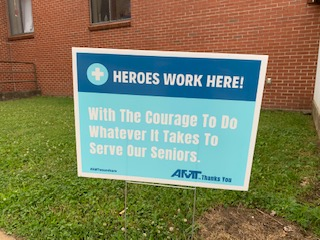 HEROES WORK HERE!
With The Courage To Do
Whatever It Takes To
Serve Our Seniors.
AMT...Thanks You